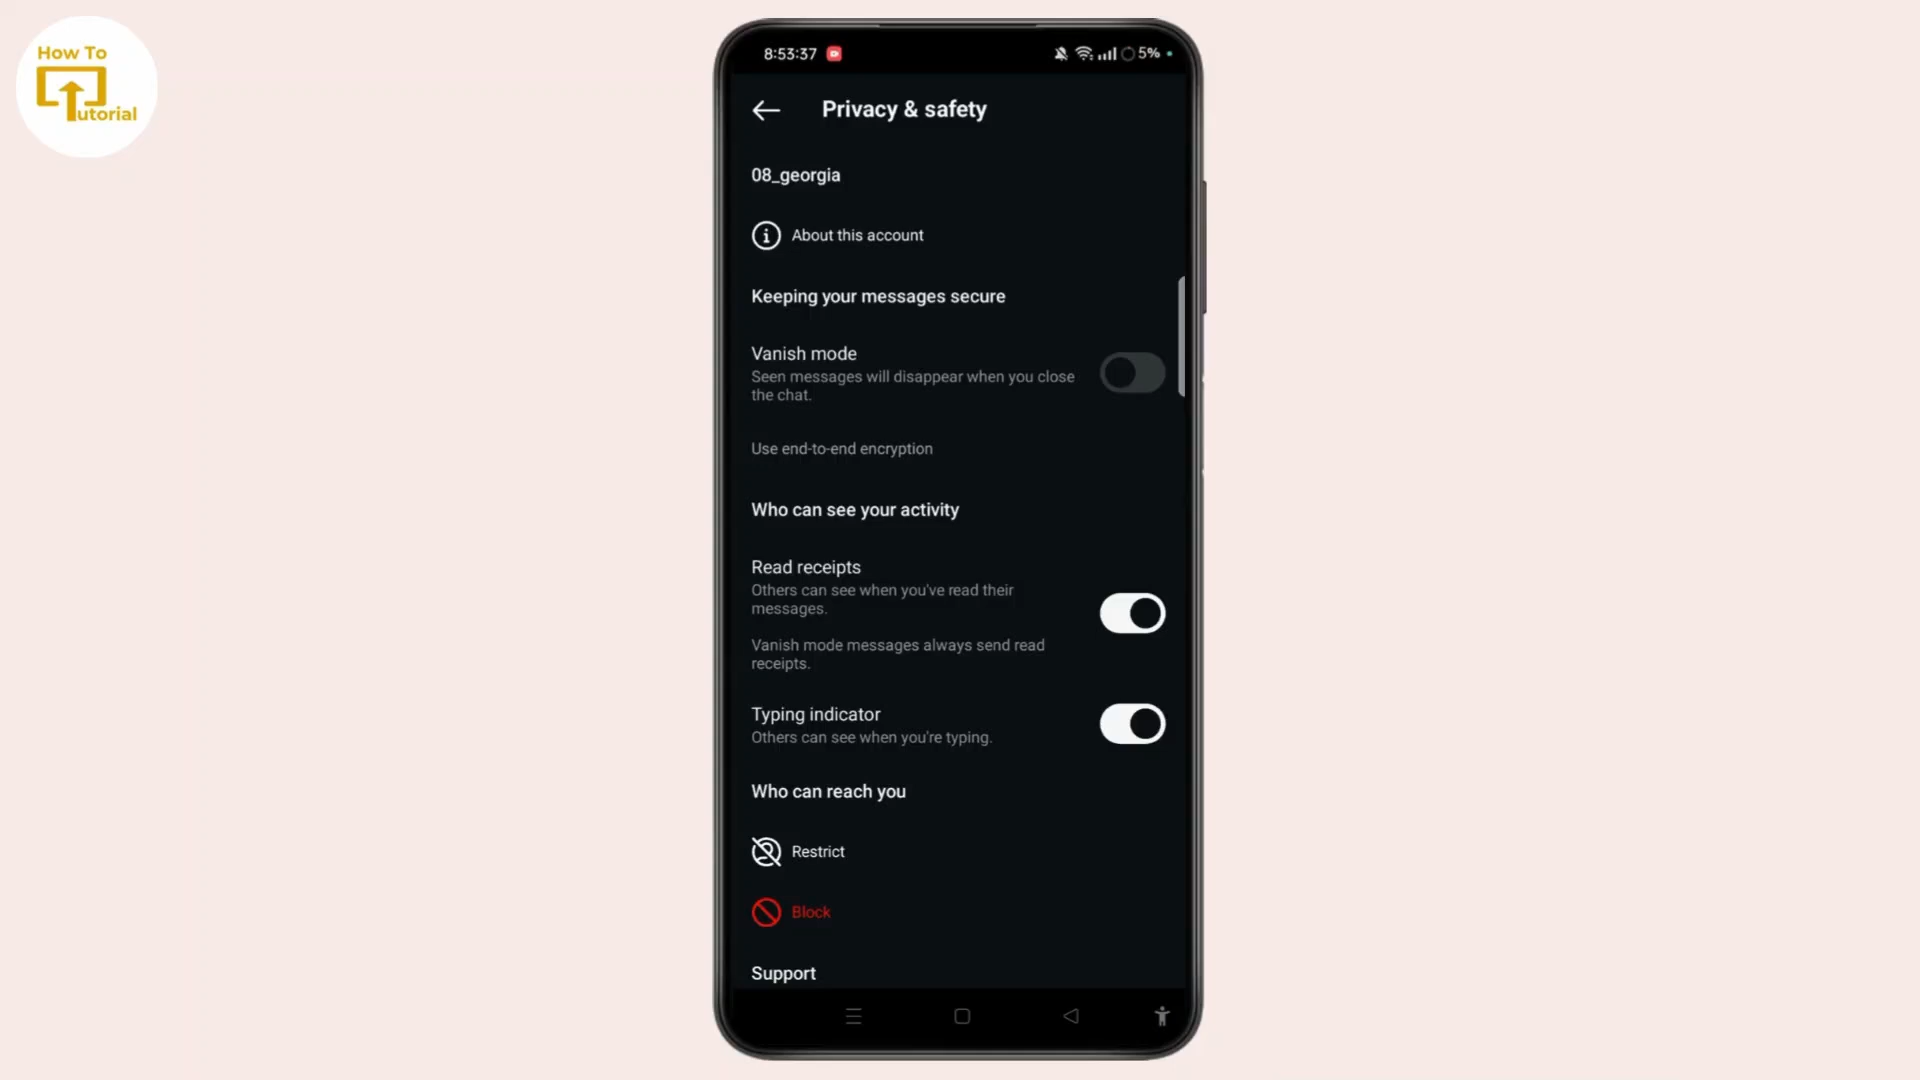 How To
Tutorial
8:53:37
5%
Privacy & safety
08_georgia
About this account
Keeping your messages secure
Vanish mode
Seen messages will disappear when you close
the chat.
Use end-to-end encryption
Who can see your activity
Read receipts
Others can see when you've read their
messages.
Vanish mode messages always send read
receipts.
Typing indicator
Others can see when you're typing.
Who can reach you
Restrict
Block
Support